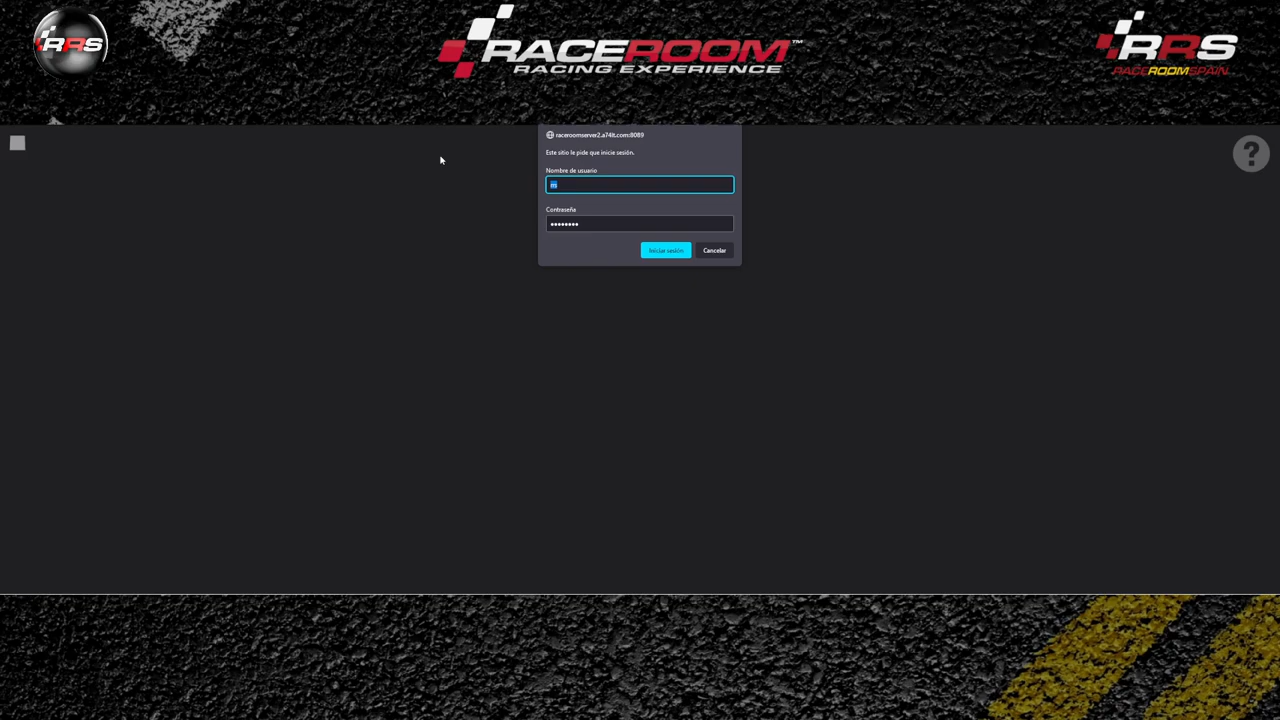 RRS
RACEROOM™
RACING EXPERIENCE
RRS
RACEROOMSPAIN
raceroomserver2.a74lt.com:8089
Este sitio le pide que inicie sesión.
Nombre de usuario
m
Contraseña
Iniciar sesión
Cancelar
?